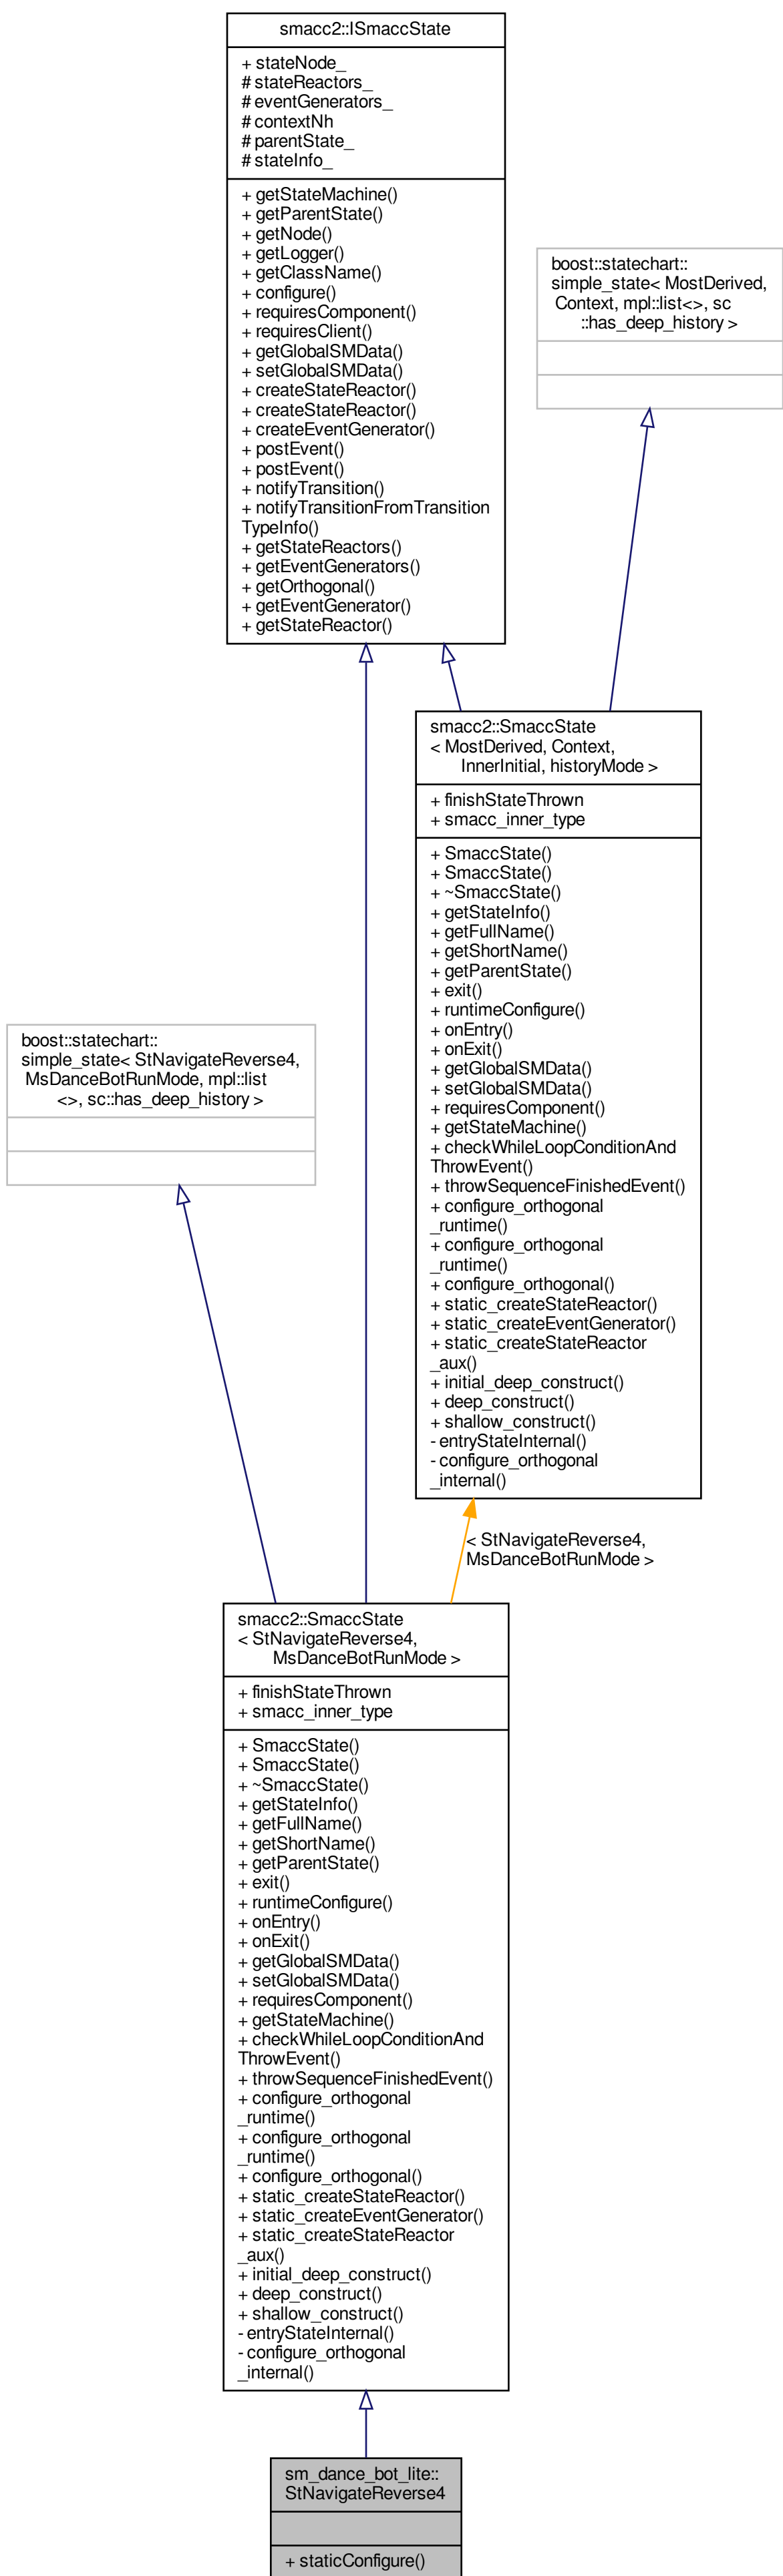 smacc2::ISmaccState
+ stateNode_
# stateReactors_
# eventGenerators_
# contextNh
# parentState_
# stateInfo_
+ getStateMachine()
+ getParentState()
+ getNode()
+ getLogger()
+ getClassName()
+ configure()
+ requiresComponent()
+ requiresClient()
+ getGlobalSMData()
+ setGlobalSMData()
+ createStateReactor()
+ createStateReactor()
+ createEventGenerator()
+ postEvent()
+ postEvent()
+ notifyTransition()
+ notifyTransitionFromTransition
TypeInfo()
+ getStateReactors()
+ getEventGenerators()
+ getOrthogonal()
+ getEventGenerator()
+ getStateReactor()
boost::statechart::
simple_state< MostDerived,
Context, mpl::list<>, sc
::has_deep_history >
smacc2::SmaccState
< MostDerived, Context,
InnerInitial, historyMode >
+ finishStateThrown
+ smacc_inner_type
+ SmaccState()
+ SmaccState()
+ ~SmaccState()
+ getStateInfo()
+ getFullName()
+ getShortName()
+ getParentState()
+ exit()
+ runtimeConfigure()
+ onEntry()
+ onExit()
+ getGlobalSMData()
+ setGlobalSMData()
+ requiresComponent()
+ getStateMachine()
+ checkWhileLoopConditionAnd
ThrowEvent()
+ throwSequenceFinishedEvent()
+ configure_orthogonal
_runtime()
+ configure_orthogonal
_runtime()
+ configure_orthogonal()
+ static_createStateReactor()
+ static_createEventGenerator()
+ static_createStateReactor
_aux()
+ initial_deep_construct()
+ deep_construct()
+ shallow_construct()
- entryStateInternal()
- configure_orthogonal
_internal()
boost::statechart::
simple_state< StNavigateReverse4,
MsDanceBotRunMode, mpl::list
<>, sc::has_deep_history >
< StNavigateReverse4,
MsDanceBotRunMode >
smacc2::SmaccState
< StNavigateReverse4,
MsDanceBotRunMode >
+ finishStateThrown
+ smacc_inner_type
+ SmaccState()
+ SmaccState()
+ ~SmaccState()
+ getStateInfo()
+ getFullName()
+ getShortName()
+ getParentState()
+ exit()
+ runtimeConfigure()
+ onEntry()
+ onExit()
+ getGlobalSMData()
+ setGlobalSMData()
+ requiresComponent()
+ getStateMachine()
+ checkWhileLoopConditionAnd
ThrowEvent()
+ throwSequenceFinishedEvent()
+ configure_orthogonal
_runtime()
+ configure_orthogonal
_runtime()
+ configure_orthogonal()
+ static_createStateReactor()
+ static_createEventGenerator()
+ static_createStateReactor
_aux()
+ initial_deep_construct()
+ deep_construct()
+ shallow_construct()
- entryStateInternal()
- configure_orthogonal
_internal()
sm_dance_bot_lite::
StNavigateReverse4
+ staticConfigure()